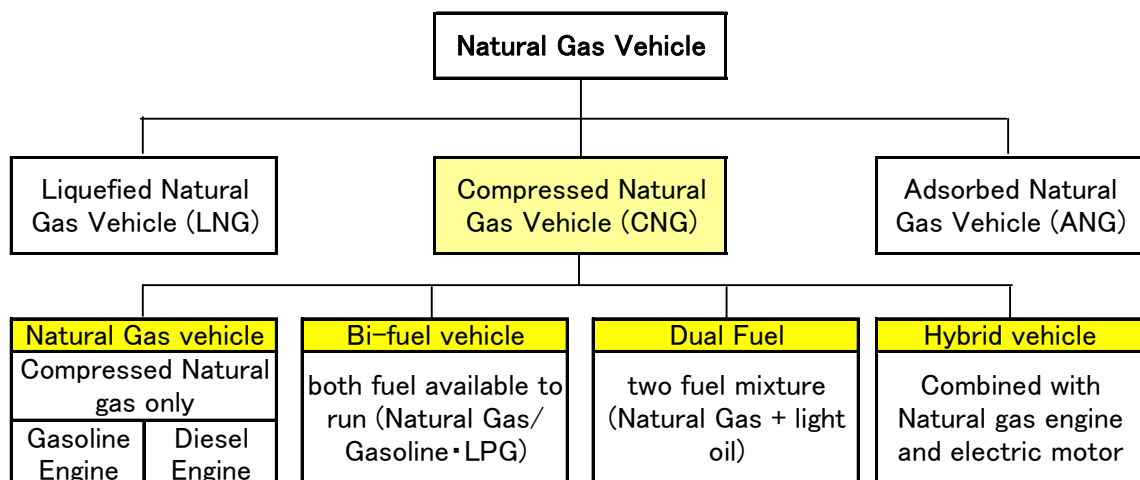 Natural Gas Vehicle
Liquefied Natural
Gas Vehicle (LNG)
Compressed Natural
Gas Vehicle (CNG)
Adsorbed Natural
Gas Vehicle (ANG)
Natural Gas vehicle
Compressed Natural
gas only
Gasoline
Engine
Diesel
Engine
Bi-fuel vehicle
both fuel available to
run (Natural Gas/
Gasoline・LPG)
Dual Fuel
two fuel mixture
(Natural Gas + light
oil)
Hybrid vehicle
Combined with
Natural gas engine
and electric motor